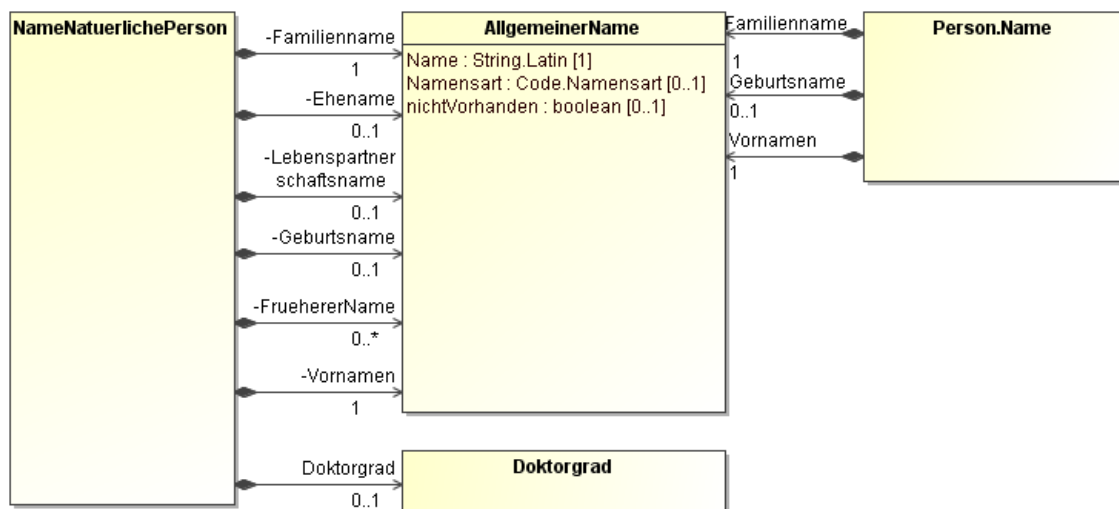 NameNatuerlichePerson
-Familienname
1
-Ehename
0..1
-Lebenspartner
schaftsname
0..1
-Geburtsname
0..1
-FruehererName
0..*
-Vornamen
1
Doktorgrad
0..1
AllgemeinerName
Name : String.Latin [1]
Namensart : Code.Namensart [0..1]
nichtVorhanden : boolean [0..1]
Doktorgrad
Familienname
1
Geburtsname
0..1
Vornamen
1
Person.Name